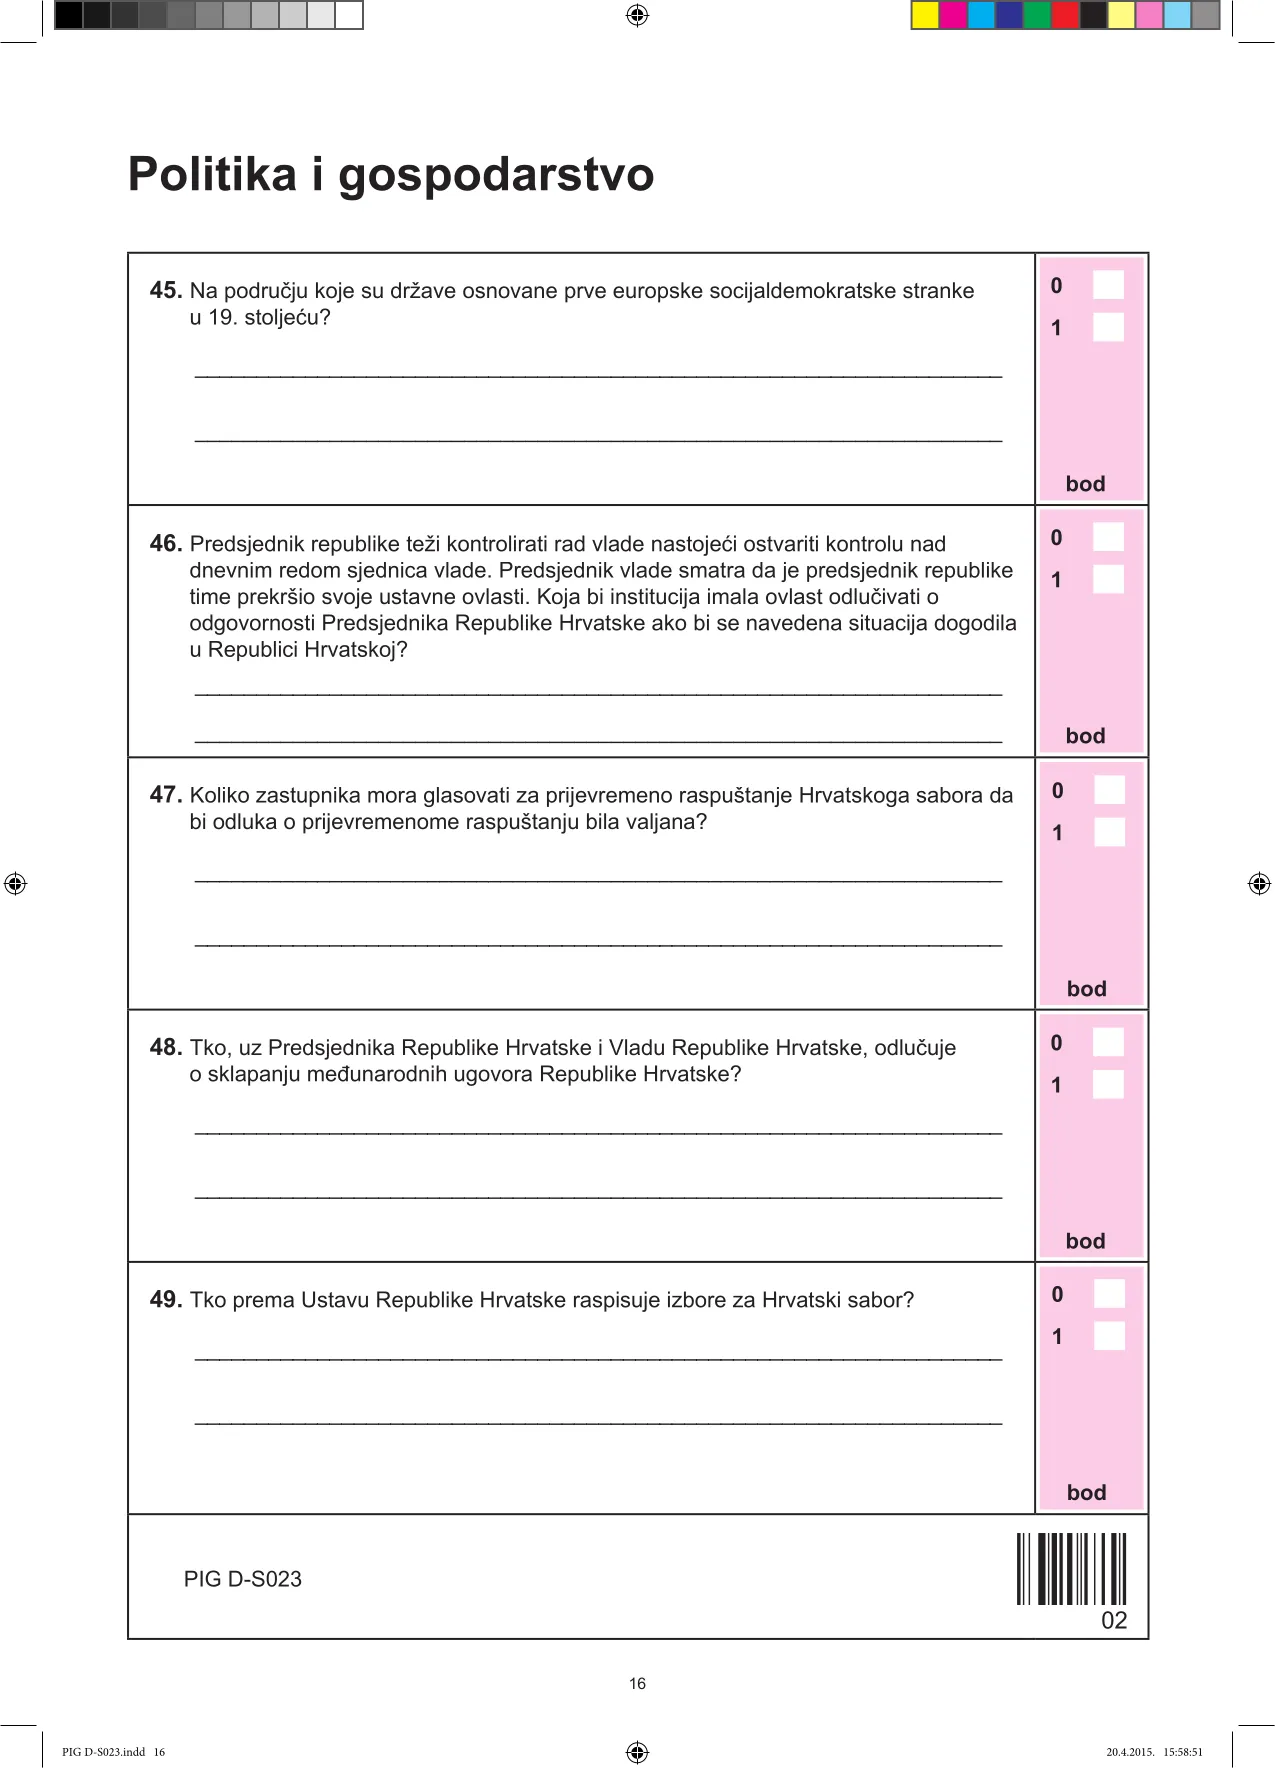 Politika i gospodarstvo
45. Na području koje su države osnovane prve europske socijaldemokratske stranke
u 19. stoljeću?
0
1
bod
46. Predsjednik republike teži kontrolirati rad vlade nastojeći ostvariti kontrolu nad
dnevnim redom sjednica vlade. Predsjednik vlade smatra da je predsjednik republike
time prekršio svoje ustavne ovlasti. Koja bi institucija imala ovlast odlučivati o
odgovornosti Predsjednika Republike Hrvatske ako bi se navedena situacija dogodila
u Republici Hrvatskoj?
0
1
bod
47. Koliko zastupnika mora glasovati za prijevremeno raspuštanje Hrvatskoga sabora da
bi odluka o prijevremenome raspuštanju bila valjana?
0
1
bod
48. Tko, uz Predsjednika Republike Hrvatske i Vladu Republike Hrvatske, odlučuje
o sklapanju međunarodnih ugovora Republike Hrvatske?
0
1
bod
49. Tko prema Ustavu Republike Hrvatske raspisuje izbore za Hrvatski sabor?
0
1
bod
PIG D-S023
02
16
PIG D-S023.indd 16
20.4.2015. 15:58:51